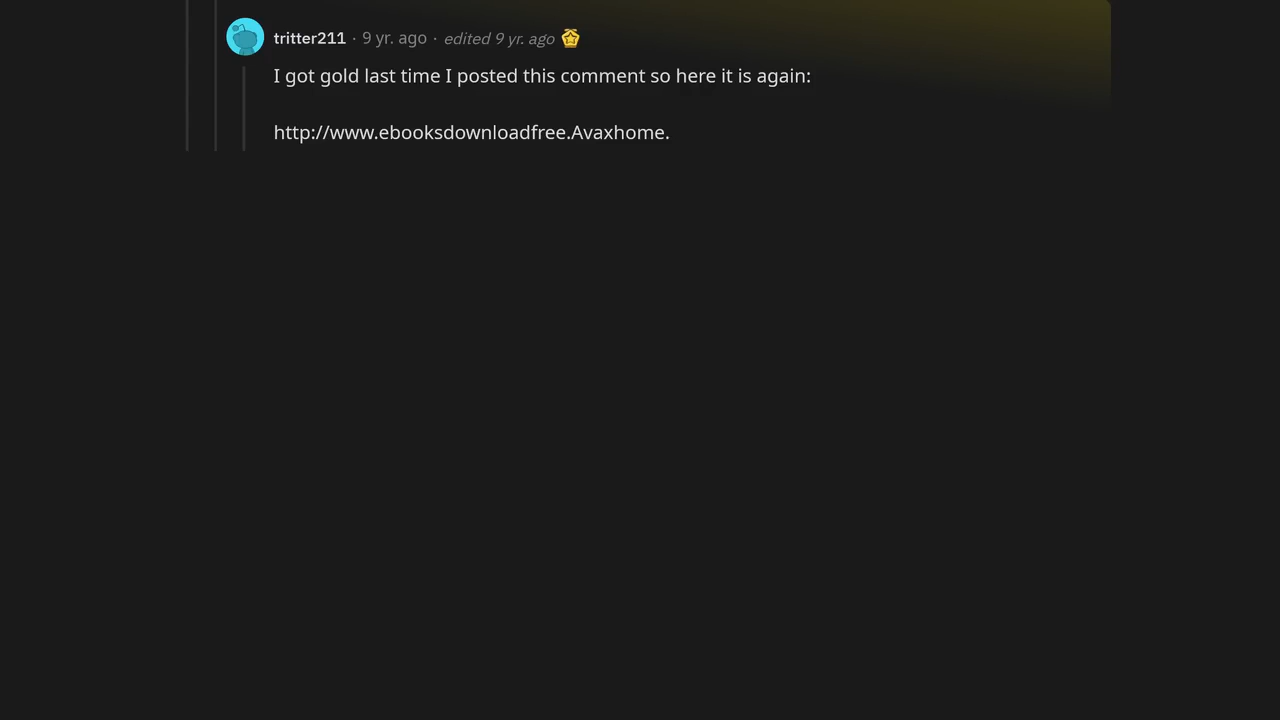 tritter211 · 9 yr. ago · edited 9 yr. ago
I got gold last time I posted this comment so here it is again:
http://www.ebooksdownloadfree.Avaxhome.